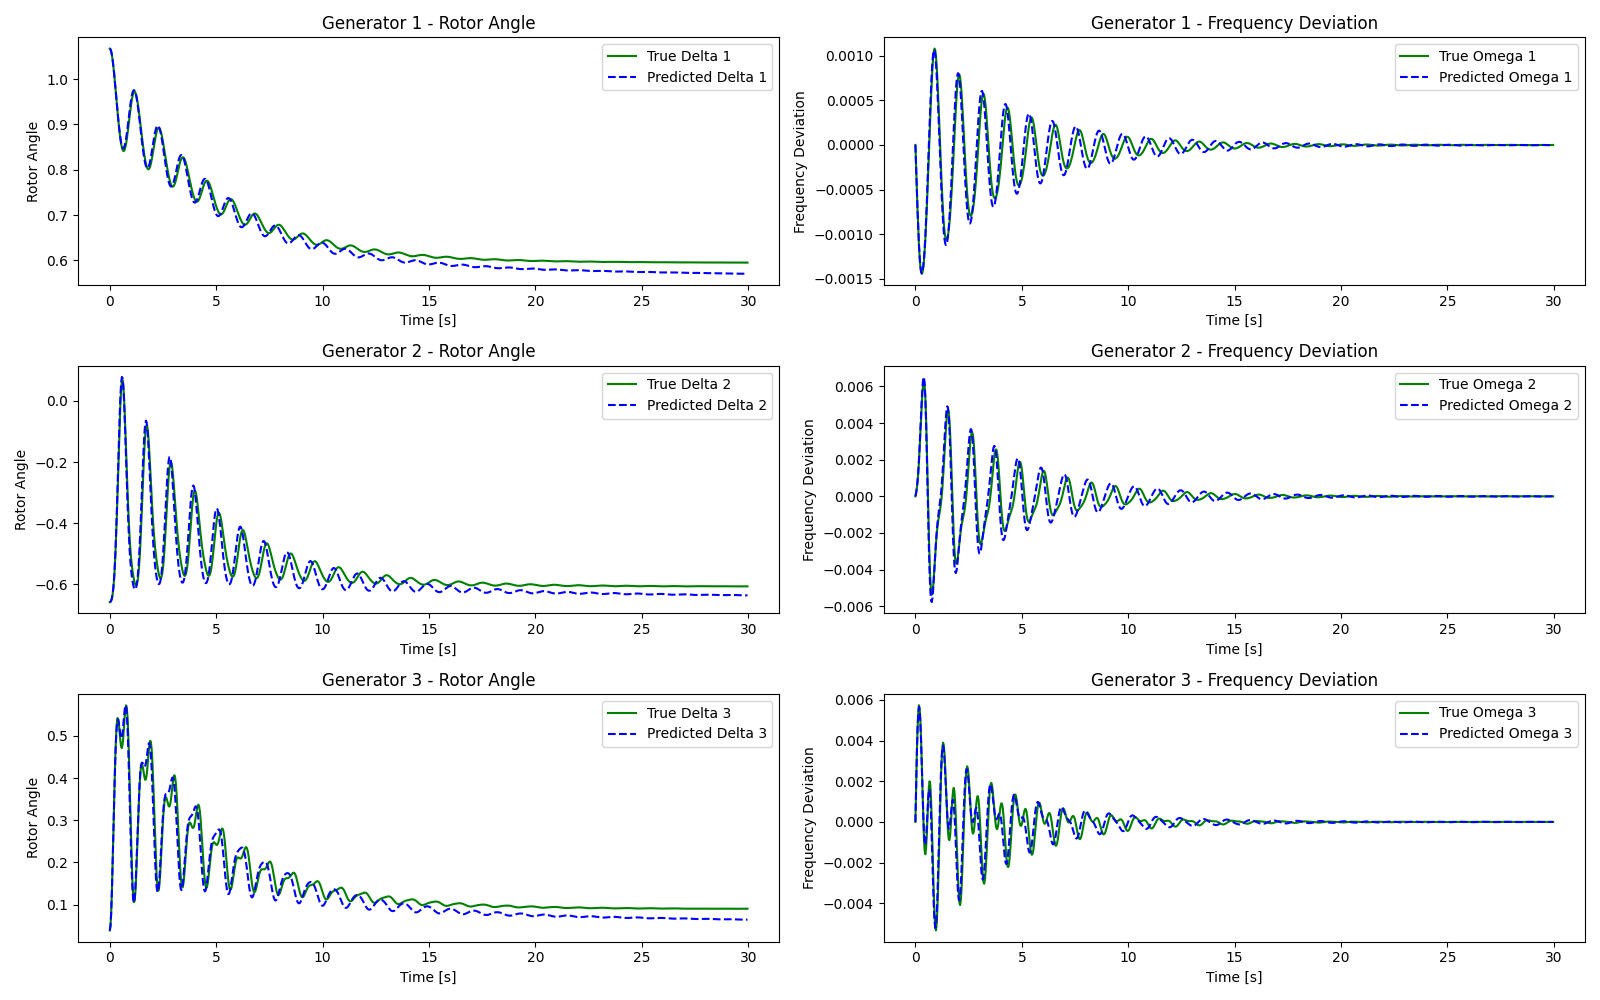 Generator 1 - Rotor Angle
Rotor Angle
1.0
0.9
0.8
0.7
0.6
True Delta 1
Predicted Delta 1
0 5 10 15 20 25 30
Time [s]
Generator 1 - Frequency Deviation
Frequency Deviation
0.0010
0.0005
0.0000
−0.0005
−0.0010
−0.0015
True Omega 1
Predicted Omega 1
0 5 10 15 20 25 30
Time [s]
Generator 2 - Rotor Angle
Rotor Angle
0.0
−0.2
−0.4
−0.6
True Delta 2
Predicted Delta 2
0 5 10 15 20 25 30
Time [s]
Generator 2 - Frequency Deviation
Frequency Deviation
0.006
0.004
0.002
0.000
−0.002
−0.004
−0.006
True Omega 2
Predicted Omega 2
0 5 10 15 20 25 30
Time [s]
Generator 3 - Rotor Angle
Rotor Angle
0.5
0.4
0.3
0.2
0.1
True Delta 3
Predicted Delta 3
0 5 10 15 20 25 30
Time [s]
Generator 3 - Frequency Deviation
Frequency Deviation
0.006
0.004
0.002
0.000
−0.002
−0.004
True Omega 3
Predicted Omega 3
0 5 10 15 20 25 30
Time [s]